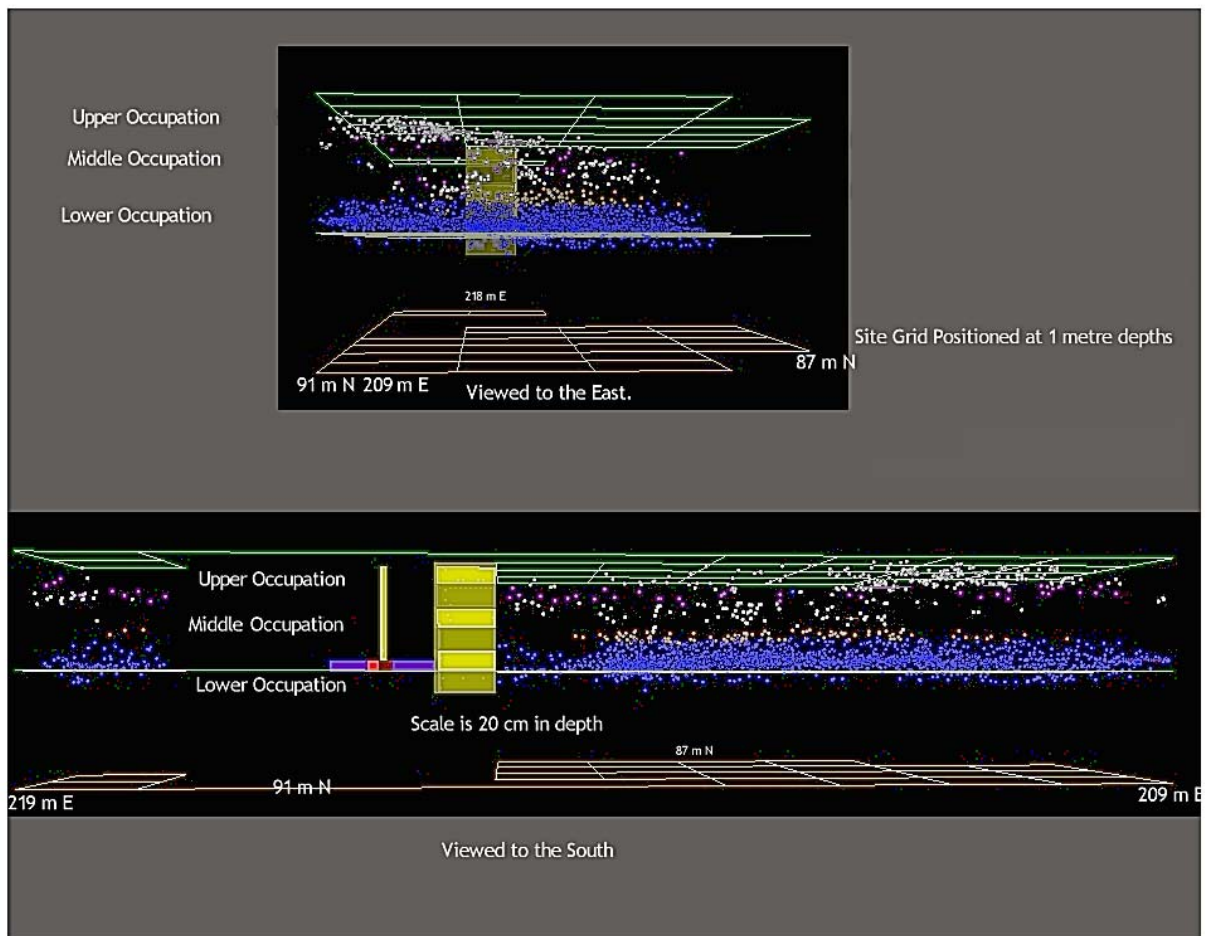 Upper Occupation
Middle Occupation
Lower Occupation
218 m E
Site Grid Positioned at 1 metre depths
87 m N
91 m N 209 m E
Viewed to the East.
Upper Occupation
Middle Occupation
Lower Occupation
Scale is 20 cm in depth
87 m N
91 m N
219 m E
209 m E
Viewed to the South